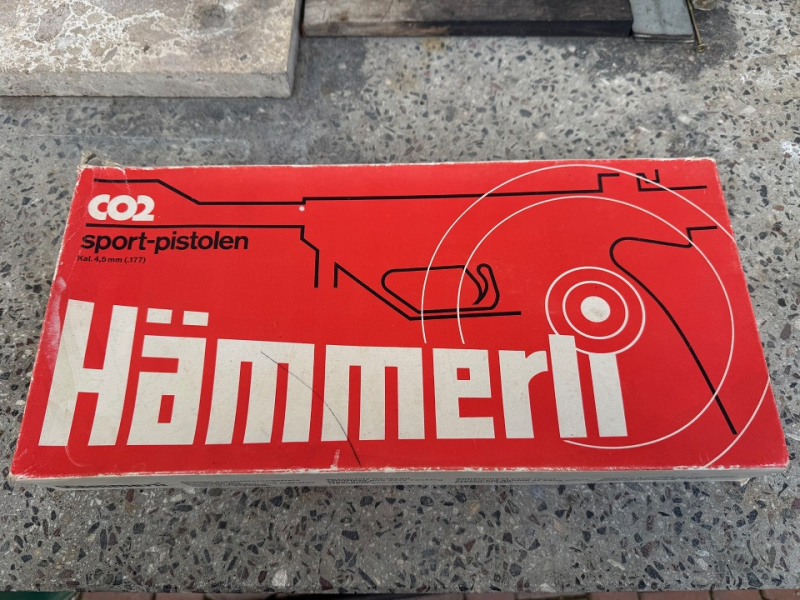 CO2
sport-pistolen
Kal. 4,5 mm (.177)
Hämmerli